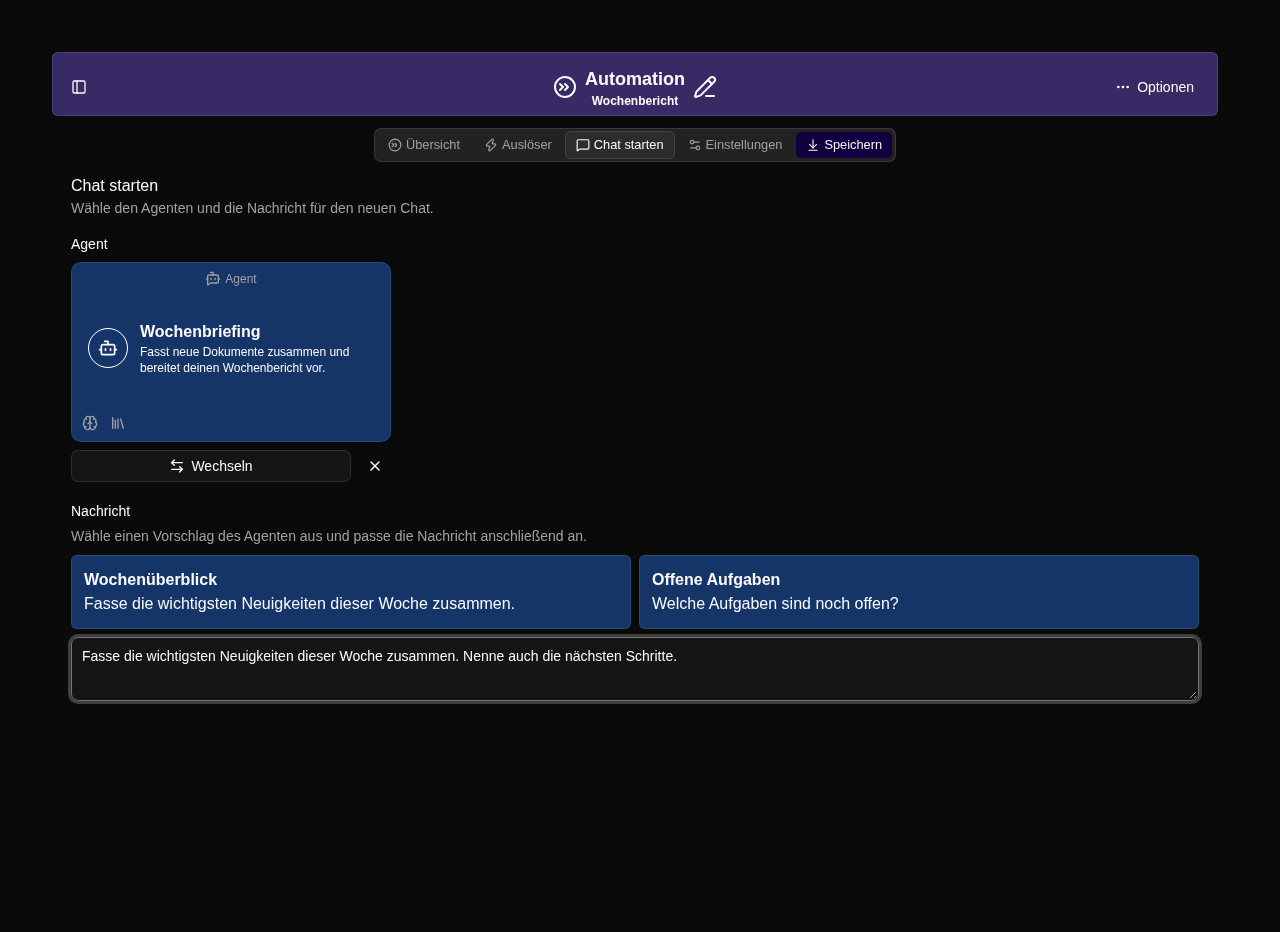 Automation
Wochenbericht
Optionen
Übersicht
Auslöser
Chat starten
Einstellungen
Speichern
Chat starten
Wähle den Agenten und die Nachricht für den neuen Chat.
Agent
Agent
Wochenbriefing
Fasst neue Dokumente zusammen und
bereitet deinen Wochenbericht vor.
Wechseln
Nachricht
Wähle einen Vorschlag des Agenten aus und passe die Nachricht anschließend an.
Wochenüberblick
Fasse die wichtigsten Neuigkeiten dieser Woche zusammen.
Offene Aufgaben
Welche Aufgaben sind noch offen?
Fasse die wichtigsten Neuigkeiten dieser Woche zusammen. Nenne auch die nächsten Schritte.